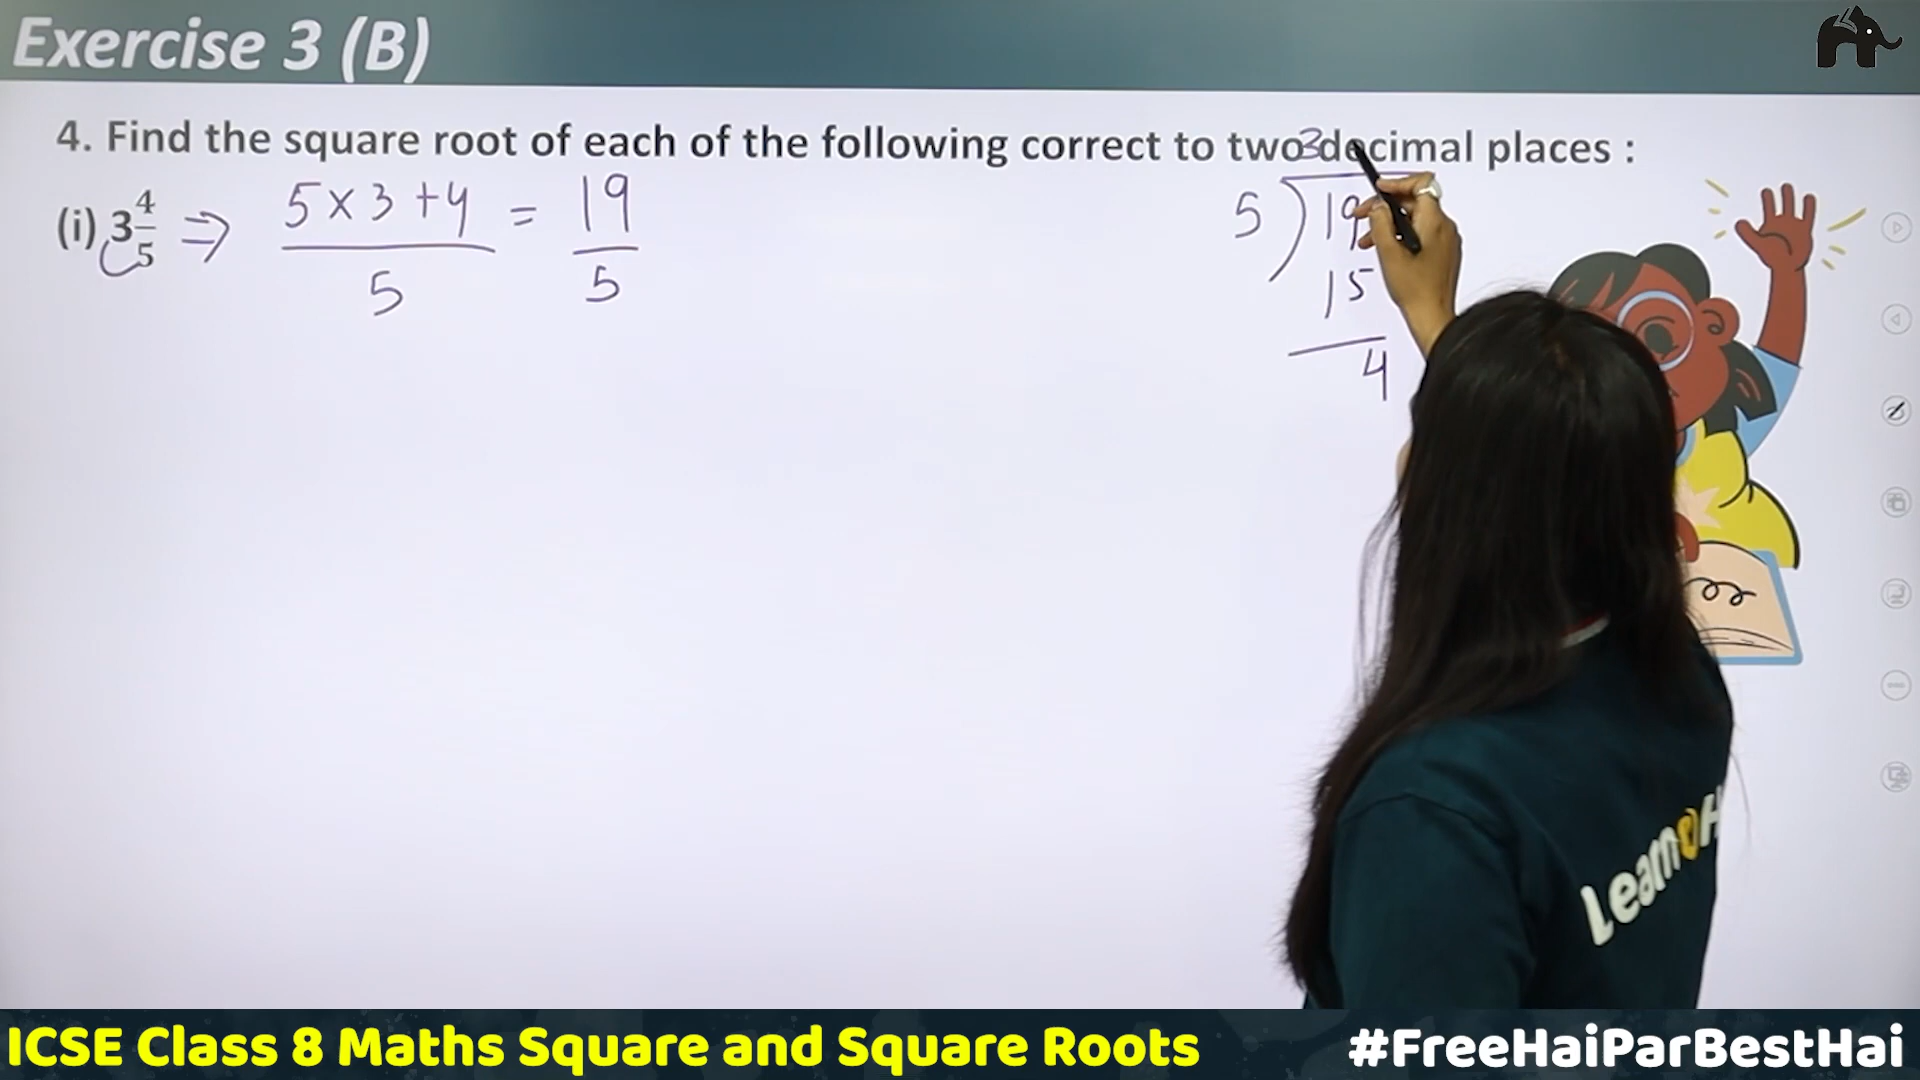 Exercise 3 (B)
4. Find the square root of each of the following correct to two decimal places :
(i) 3 4/5 ⇒ 5 × 3 + 4 / 5 = 19 / 5
3
5 ) 19
15
4
Learn
ICSE Class 8 Maths Square and Square Roots
#FreeHaiParBestHai